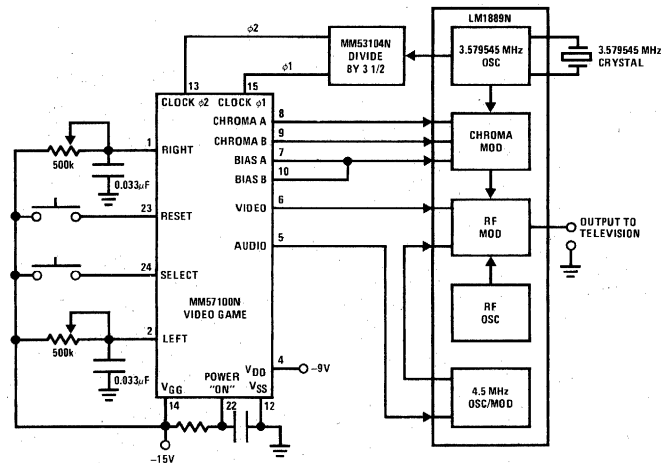 LM1889N
ϕ2
MM53104N
DIVIDE
BY 3 1/2
3.579545 MHz
OSC
3.579545 MHz
CRYSTAL
ϕ1
13
15
CLOCK ϕ2
CLOCK ϕ1
8
CHROMA A
9
CHROMA B
CHROMA
MOD
1
RIGHT
7
BIAS A
500k
10
BIAS B
0.033μF
23
RESET
6
VIDEO
RF
MOD
OUTPUT TO
TELEVISION
5
AUDIO
24
SELECT
MM57100N
VIDEO GAME
RF
OSC
2
LEFT
500k
4
VDD
–9V
0.033μF
POWER
"ON"
VSS
4.5 MHz
OSC/MOD
VGG
14
22
12
–15V